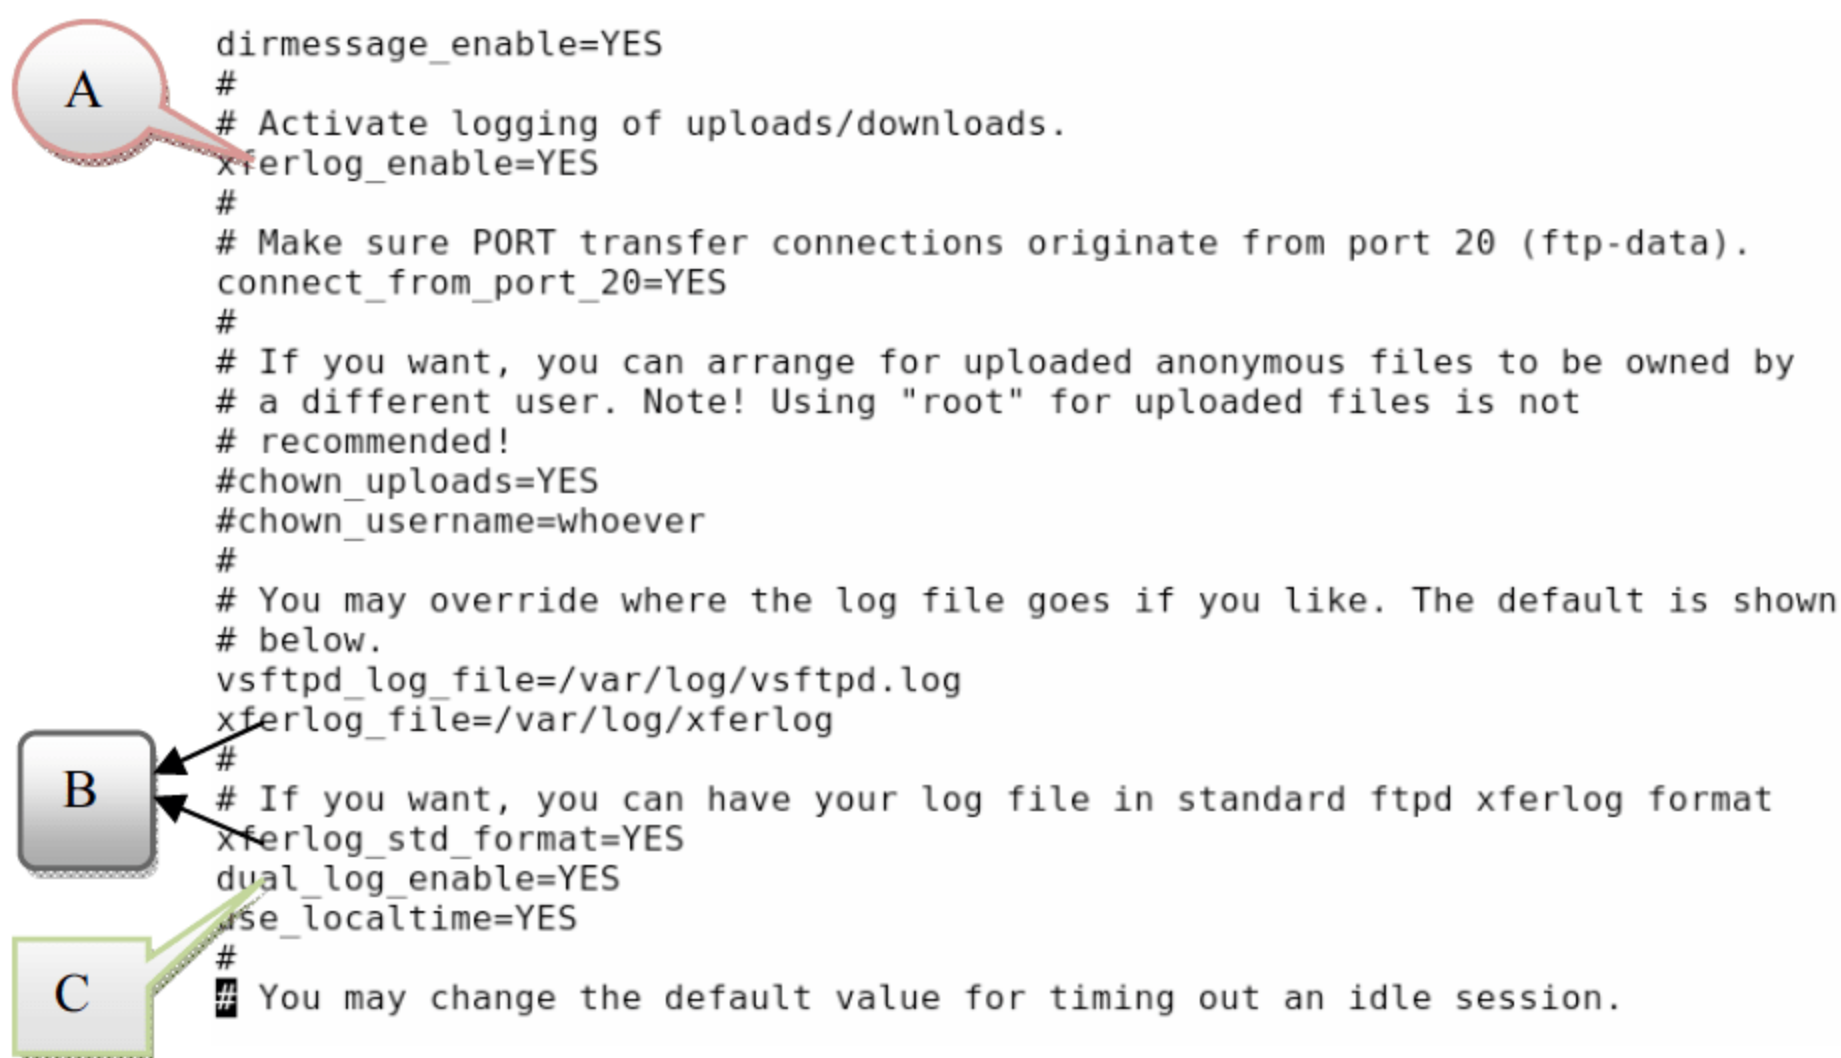 dirmessage_enable=YES
#
A
# Activate logging of uploads/downloads.
xferlog_enable=YES
#
# Make sure PORT transfer connections originate from port 20 (ftp-data).
connect_from_port_20=YES
#
# If you want, you can arrange for uploaded anonymous files to be owned by
# a different user. Note! Using "root" for uploaded files is not
# recommended!
#chown_uploads=YES
#chown_username=whoever
#
# You may override where the log file goes if you like. The default is shown
# below.
vsftpd_log_file=/var/log/vsftpd.log
xferlog_file=/var/log/xferlog
#
B
# If you want, you can have your log file in standard ftpd xferlog format
xferlog_std_format=YES
dual_log_enable=YES
use_localtime=YES
#
C
# You may change the default value for timing out an idle session.